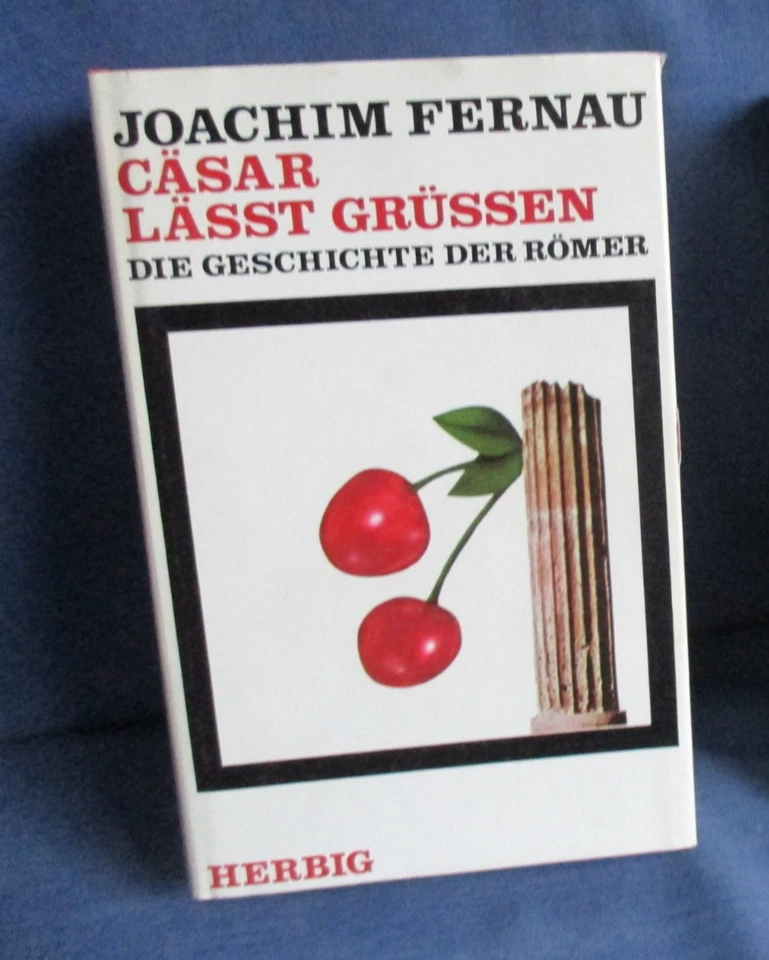 JOACHIM FERNAU
CÄSAR
LÄSST GRÜSSEN
DIE GESCHICHTE DER RÖMER
HERBIG